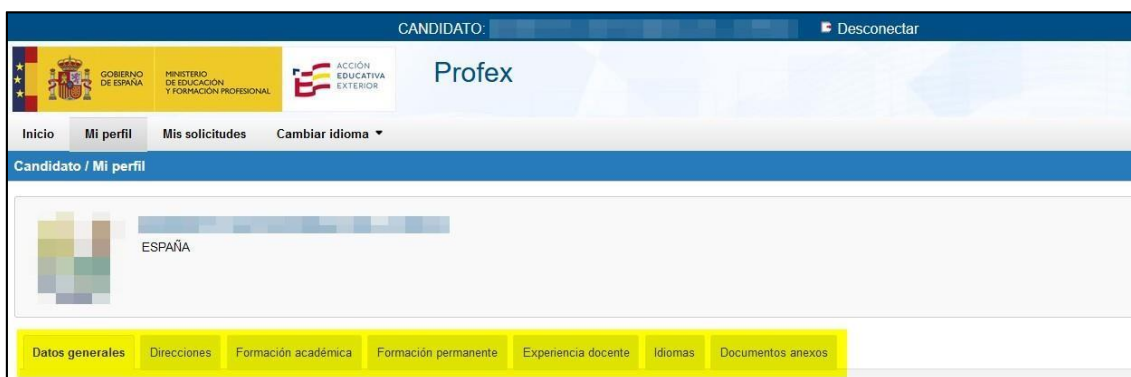 CANDIDATO:
Desconectar
GOBIERNO
DE ESPAÑA
MINISTERIO
DE EDUCACIÓN
Y FORMACIÓN PROFESIONAL
ACCIÓN
EDUCATIVA
EXTERIOR
Profex
Inicio Mi perfil Mis solicitudes Cambiar idioma
Candidato / Mi perfil
ESPAÑA
Datos generales Direcciones Formación académica Formación permanente Experiencia docente Idiomas Documentos anexos